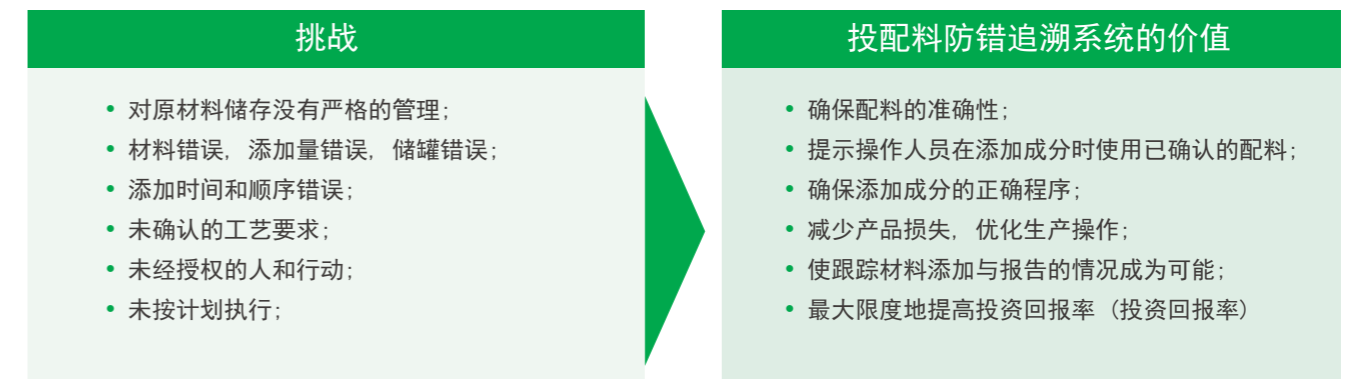 挑战
• 对原材料储存没有严格的管理;
• 材料错误, 添加量错误, 储罐错误;
• 添加时间和顺序错误;
• 未确认的工艺要求;
• 未经授权的人和行动;
• 未按计划执行;
投配料防错追溯系统的价值
• 确保配料的准确性;
• 提示操作人员在添加成分时使用已确认的配料;
• 确保添加成分的正确程序;
• 减少产品损失, 优化生产操作;
• 使跟踪材料添加与报告的情况成为可能;
• 最大限度地提高投资回报率 (投资回报率)